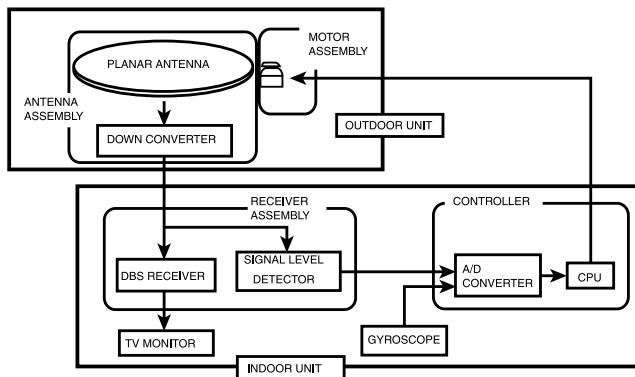 MOTOR
ASSEMBLY
PLANAR ANTENNA
ANTENNA
ASSEMBLY
DOWN CONVERTER
OUTDOOR UNIT
RECEIVER
ASSEMBLY
CONTROLLER
DBS RECEIVER
SIGNAL LEVEL
DETECTOR
A/D
CONVERTER
CPU
TV MONITOR
GYROSCOPE
INDOOR UNIT